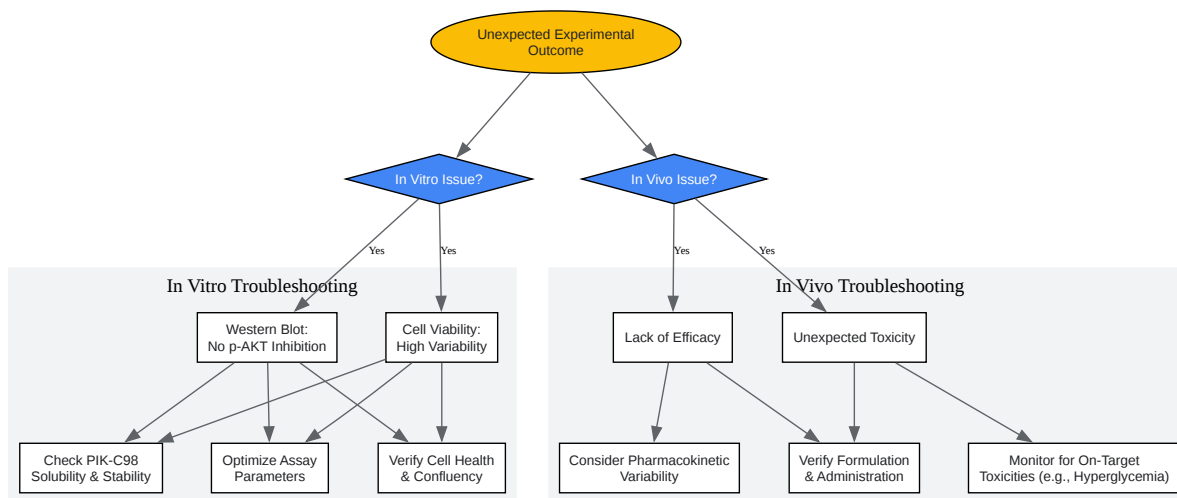 Unexpected Experimental
Outcome
In Vitro Issue?
In Vivo Issue?
Yes
Yes
Yes
Yes
In Vitro Troubleshooting
In Vivo Troubleshooting
Western Blot:
No p-AKT Inhibition
Cell Viability:
High Variability
Lack of Efficacy
Unexpected Toxicity
Check PIK-C98
Solubility & Stability
Optimize Assay
Parameters
Verify Cell Health
& Confluency
Consider Pharmacokinetic
Variability
Verify Formulation
& Administration
Monitor for On-Target
Toxicities (e.g., Hyperglycemia)